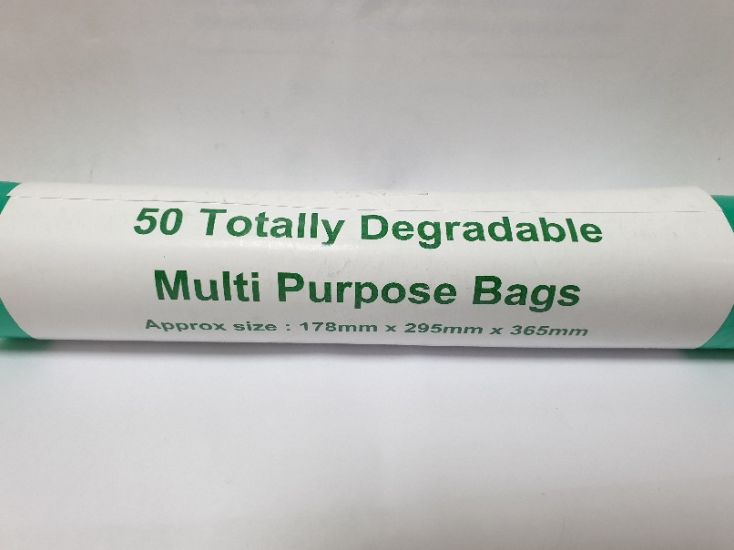 50 Totally Degradable
Multi Purpose Bags
Approx size : 178mm x 295mm x 365mm